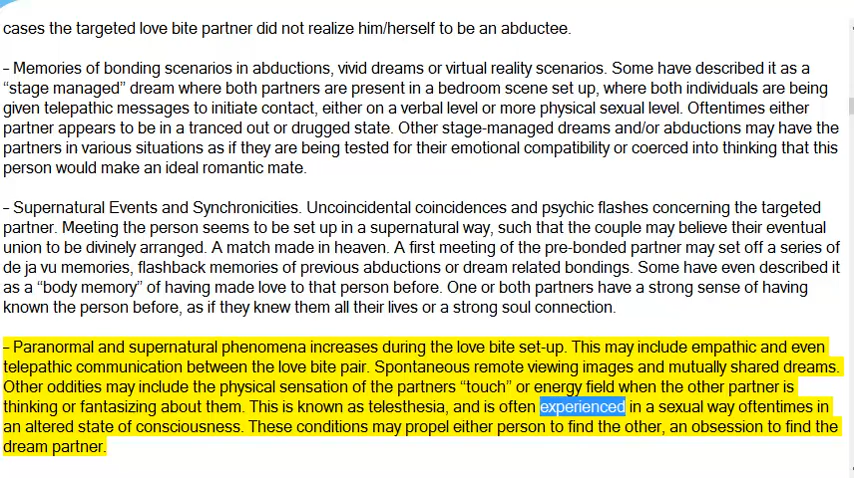 cases the targeted love bite partner did not realize him/herself to be an abductee.
– Memories of bonding scenarios in abductions, vivid dreams or virtual reality scenarios. Some have described it as a
“stage managed” dream where both partners are present in a bedroom scene set up, where both individuals are being
given telepathic messages to initiate contact, either on a verbal level or more physical sexual level. Oftentimes either
partner appears to be in a tranced out or drugged state. Other stage-managed dreams and/or abductions may have the
partners in various situations as if they are being tested for their emotional compatibility or coerced into thinking that this
person would make an ideal romantic mate.
– Supernatural Events and Synchronicities. Uncoincidental coincidences and psychic flashes concerning the targeted
partner. Meeting the person seems to be set up in a supernatural way, such that the couple may believe their eventual
union to be divinely arranged. A match made in heaven. A first meeting of the pre-bonded partner may set off a series of
de ja vu memories, flashback memories of previous abductions or dream related bondings. Some have even described it
as a “body memory” of having made love to that person before. One or both partners have a strong sense of having
known the person before, as if they knew them all their lives or a strong soul connection.
– Paranormal and supernatural phenomena increases during the love bite set-up. This may include empathic and even
telepathic communication between the love bite pair. Spontaneous remote viewing images and mutually shared dreams.
Other oddities may include the physical sensation of the partners “touch” or energy field when the other partner is
thinking or fantasizing about them. This is known as telesthesia, and is often experienced in a sexual way oftentimes in
an altered state of consciousness. These conditions may propel either person to find the other, an obsession to find the
dream partner.